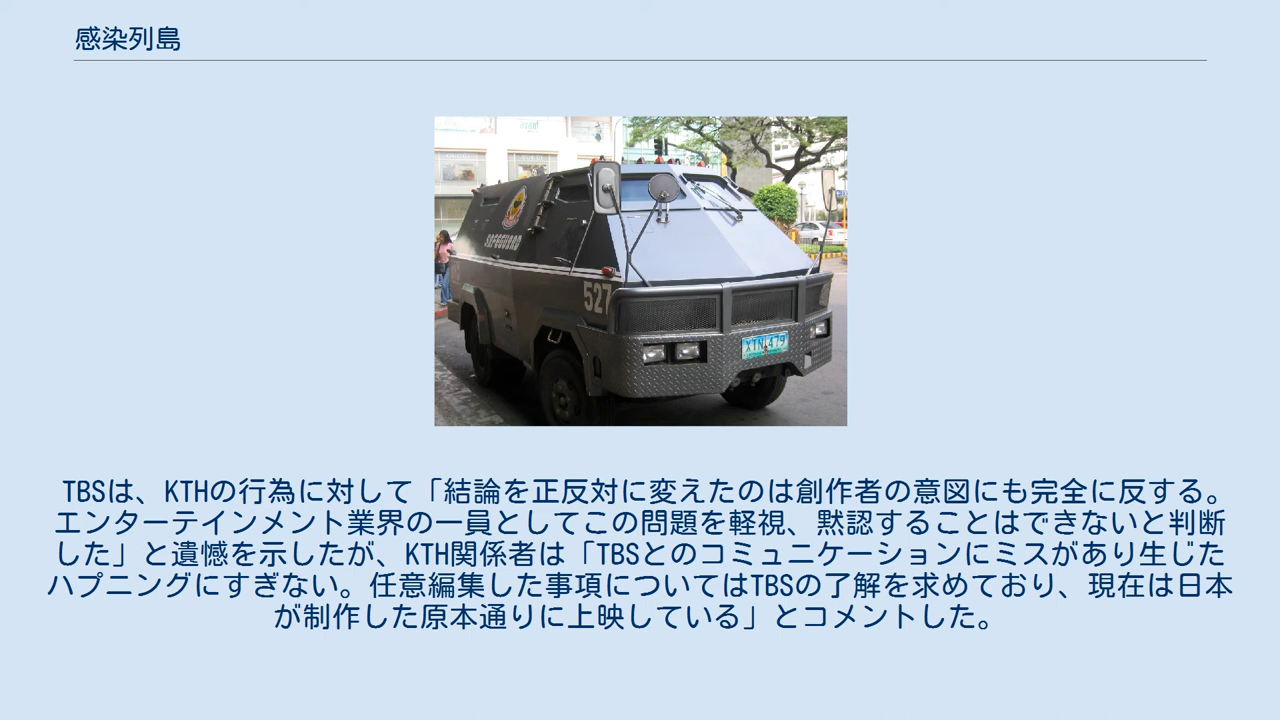 感染列島
SAFEGUARD
527
XTN 479
TBSは、KTHの行為に対して「結論を正反対に変えたのは創作者の意図にも完全に反する。
エンターテインメント業界の一員としてこの問題を軽視、黙認することはできないと判断
した」と遺憾を示したが、KTH関係者は「TBSとのコミュニケーションにミスがあり生じた
ハプニングにすぎない。任意編集した事項についてはTBSの了解を求めており、現在は日本
が制作した原本通りに上映している」とコメントした。